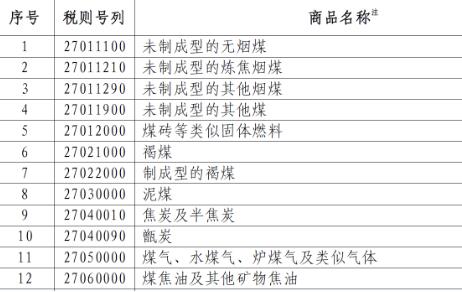 序号 税则号列 商品名称注
1 27011100 未制成型的无烟煤
2 27011210 未制成型的炼焦烟煤
3 27011290 未制成型的其他烟煤
4 27011900 未制成型的其他煤
5 27012000 煤砖等类似固体燃料
6 27021000 褐煤
7 27022000 制成型的褐煤
8 27030000 泥煤
9 27040010 焦炭及半焦炭
10 27040090 甑炭
11 27050000 煤气、水煤气、炉煤气及类似气体
12 27060000 煤焦油及其他矿物焦油